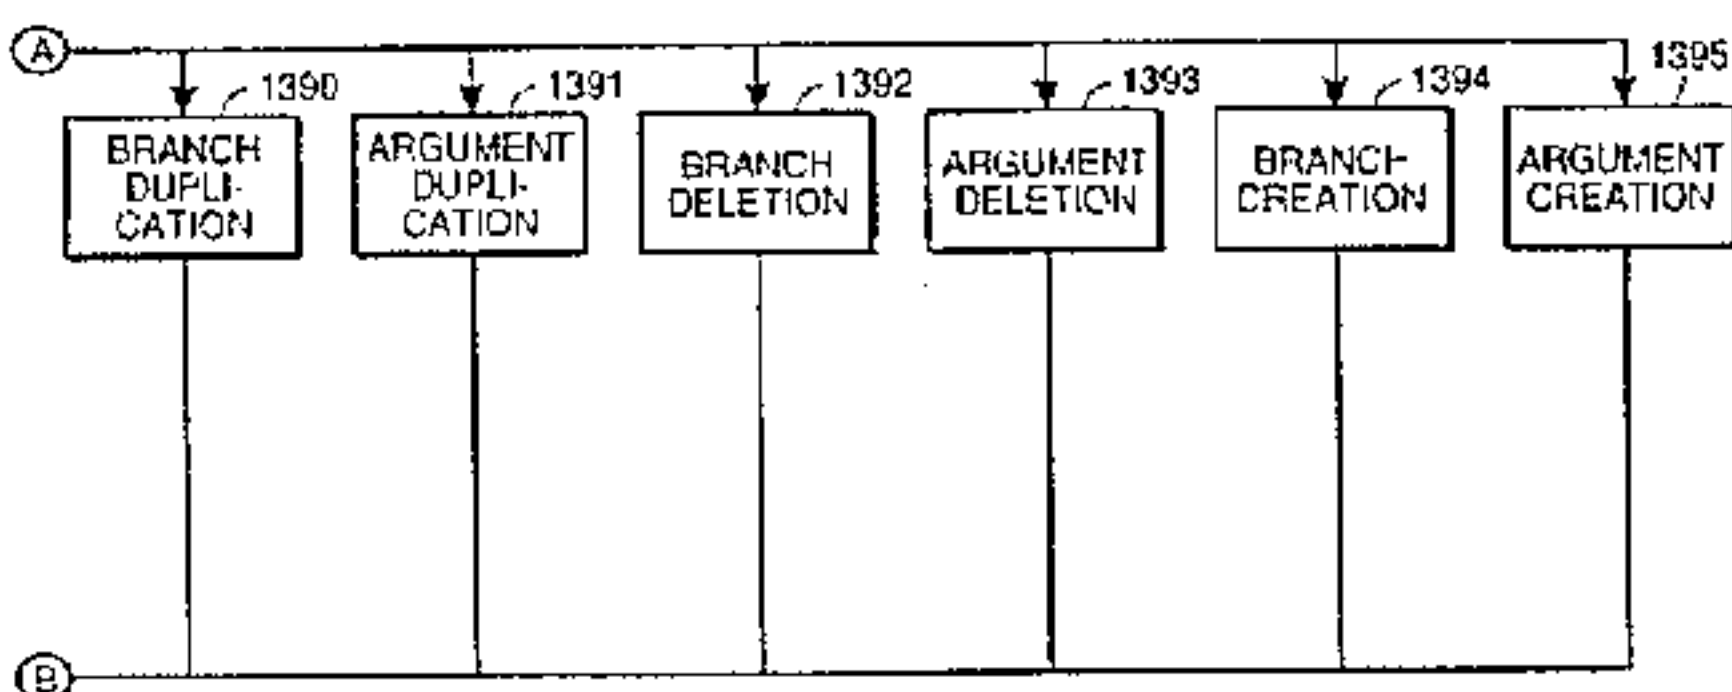 A
1390
1391
1392
1393
1394
1395
BRANCH
DUPLI-
CATION
ARGUMENT
DUPLI-
CATION
BRANCH
DELETION
ARGUMENT
DELETION
BRANCH
CREATION
ARGUMENT
CREATION
B